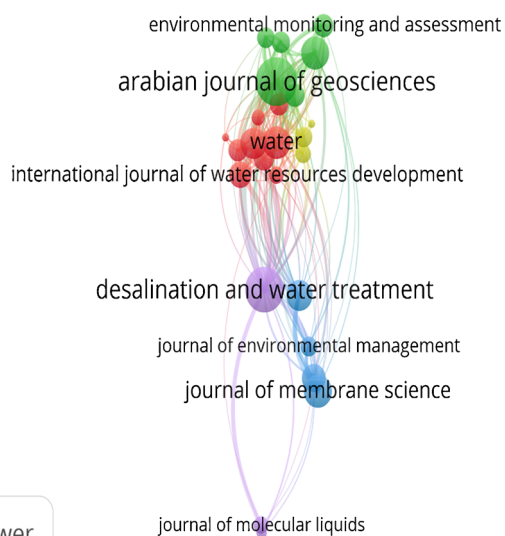 environmental monitoring and assessment
arabian journal of geosciences
water
international journal of water resources development
desalination and water treatment
journal of environmental management
journal of membrane science
journal of molecular liquids